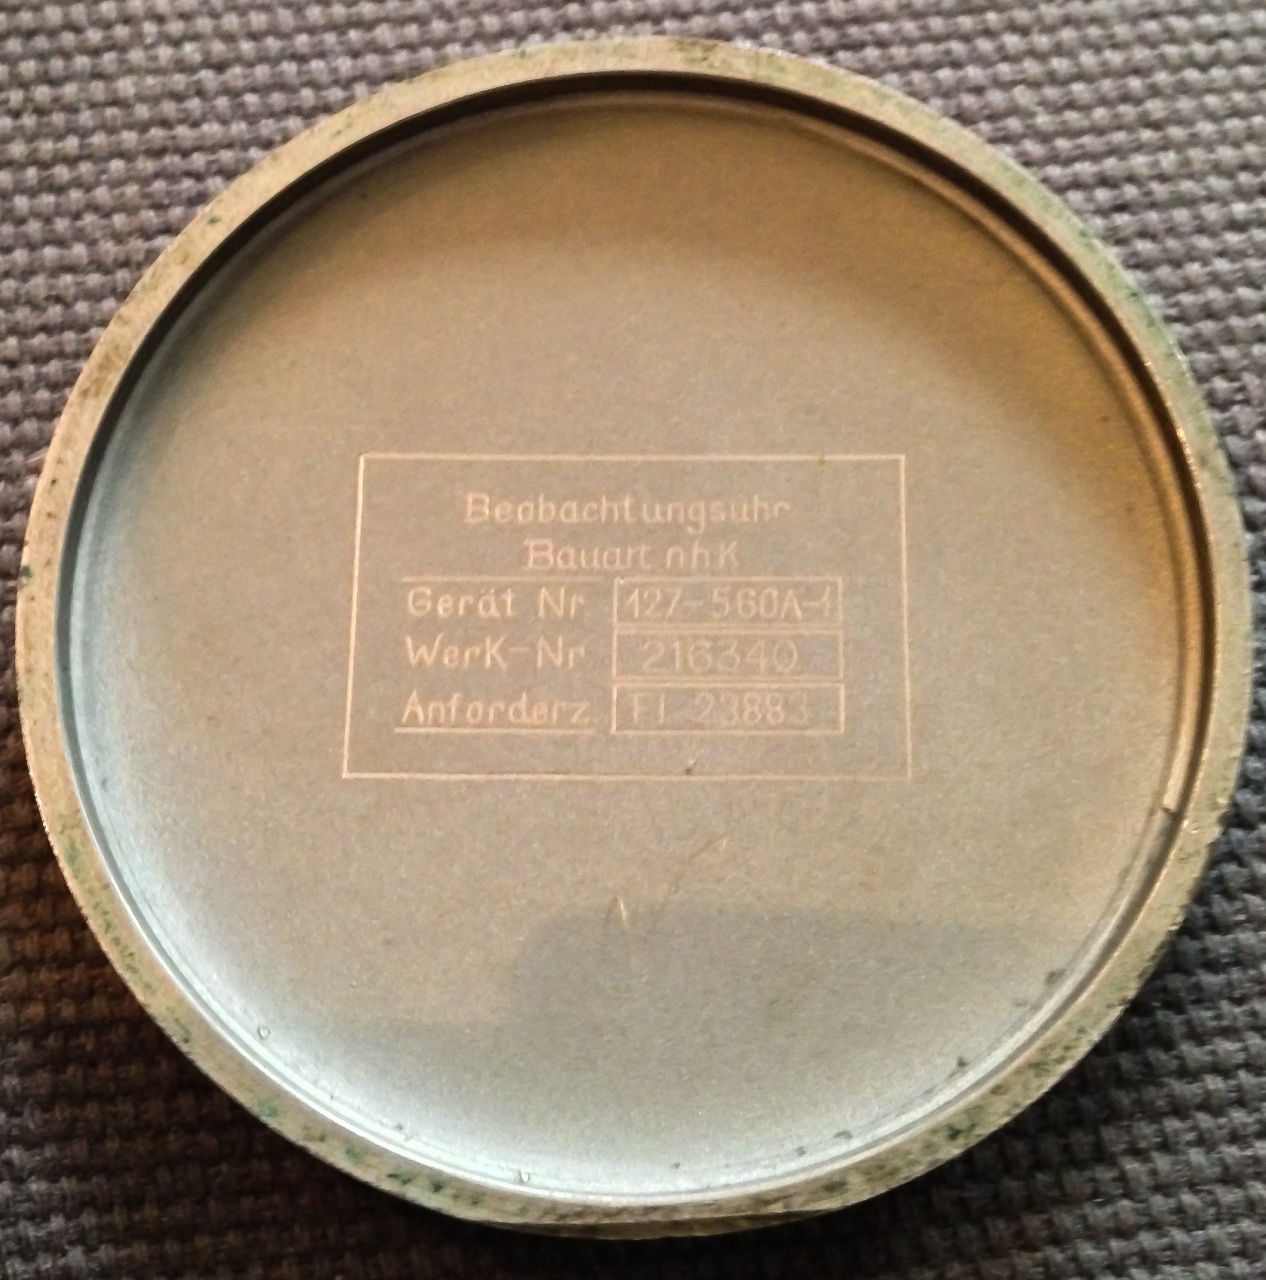 Beobachtungsuhr
Bauart nhK
Gerät Nr 127-560A-1
Werk-Nr 216340
Anforderz Fl 23883